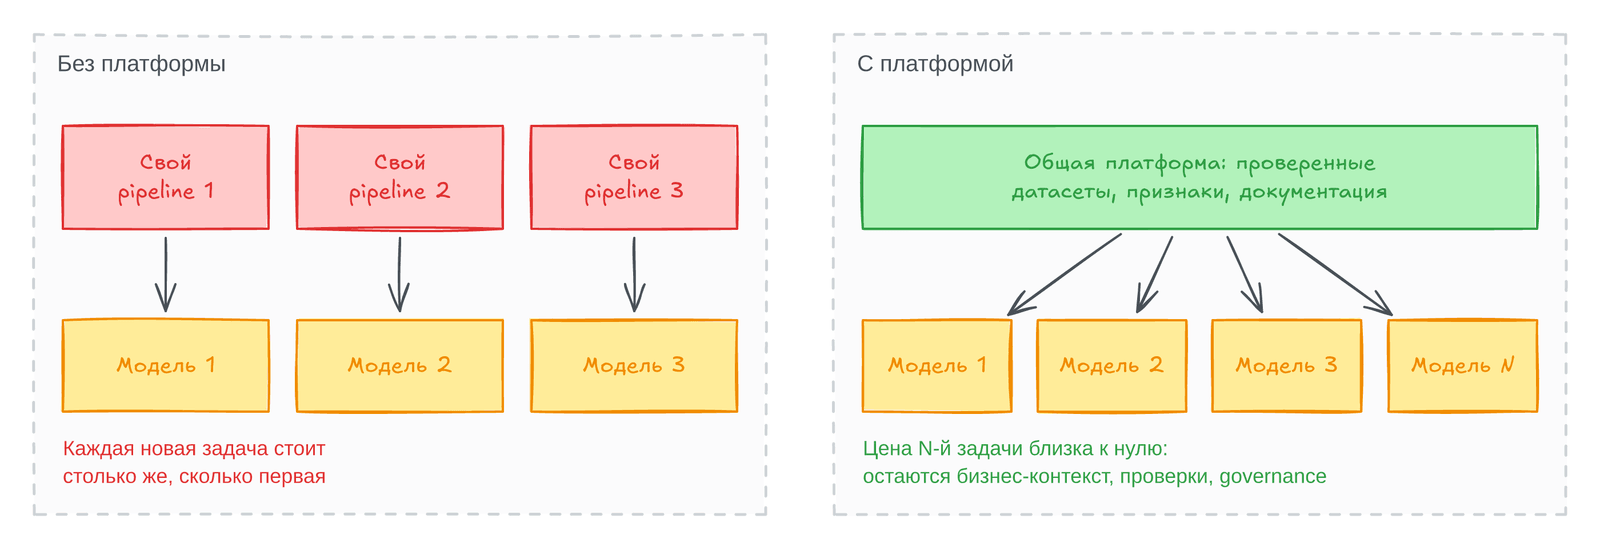 Без платформы
Свой
pipeline 1
Свой
pipeline 2
Свой
pipeline 3
Модель 1
Модель 2
Модель 3
Каждая новая задача стоит
столько же, сколько первая
С платформой
Общая платформа: проверенные
датасеты, признаки, документация
Модель 1
Модель 2
Модель 3
Модель N
Цена N-й задачи близка к нулю:
остаются бизнес-контекст, проверки, governance